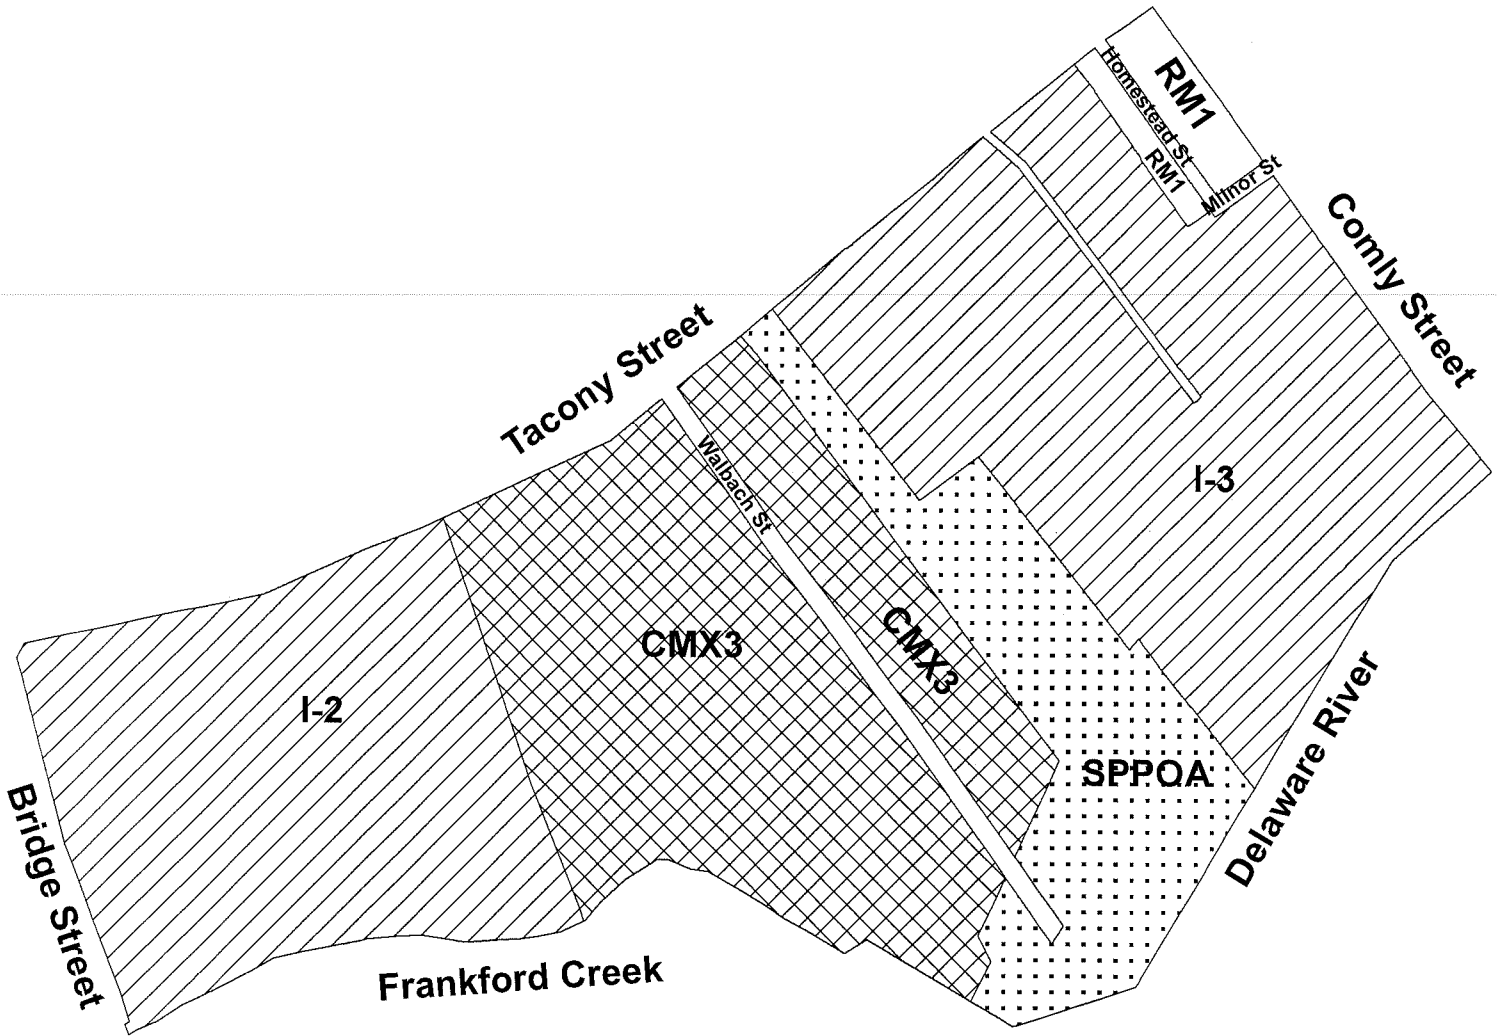 RM1
Homestead St
RM1
Milnor St
Comly Street
Tacony Street
Walbach St
I-3
CMX3
CMX3
I-2
SPPOA
Delaware River
Bridge Street
Frankford Creek